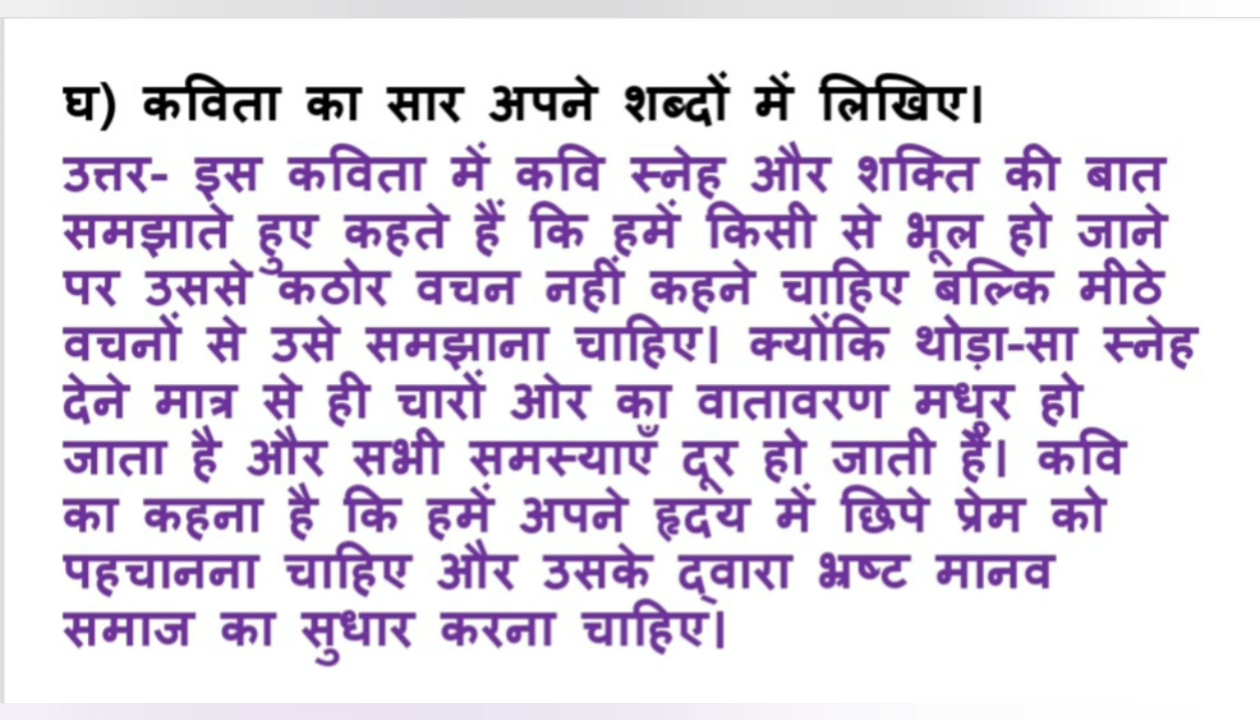 घ) कविता का सार अपने शब्दों में लिखिए।
उत्तर- इस कविता में कवि स्नेह और शक्ति की बात
समझाते हुए कहते हैं कि हमें किसी से भूल हो जाने
पर उससे कठोर वचन नहीं कहने चाहिए बल्कि मीठे
वचनों से उसे समझाना चाहिए। क्योंकि थोड़ा-सा स्नेह
देने मात्र से ही चारों ओर का वातावरण मधुर हो
जाता है और सभी समस्याएँ दूर हो जाती हैं। कवि
का कहना है कि हमें अपने हृदय में छिपे प्रेम को
पहचानना चाहिए और उसके द्वारा भ्रष्ट मानव
समाज का सुधार करना चाहिए।